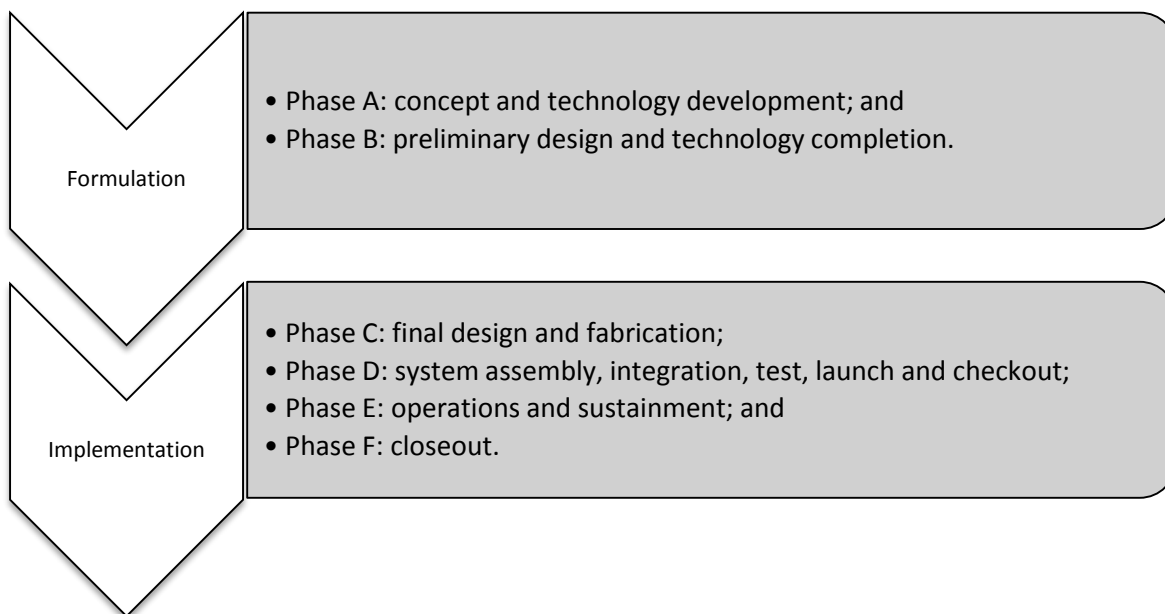 Formulation
• Phase A: concept and technology development; and
• Phase B: preliminary design and technology completion.
Implementation
• Phase C: final design and fabrication;
• Phase D: system assembly, integration, test, launch and checkout;
• Phase E: operations and sustainment; and
• Phase F: closeout.